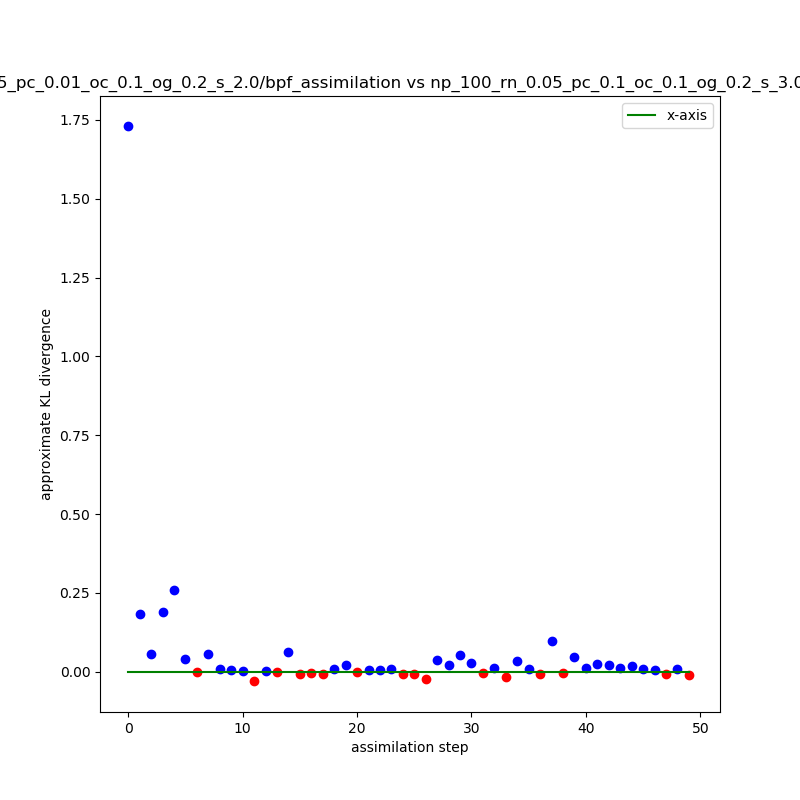 5_pc_0.01_oc_0.1_og_0.2_s_2.0/bpf_assimilation vs np_100_rn_0.05_pc_0.1_oc_0.1_og_0.2_s_3.0
x-axis
1.75
1.50
1.25
1.00
0.75
0.50
0.25
0.00
approximate KL divergence
0 10 20 30 40 50
assimilation step